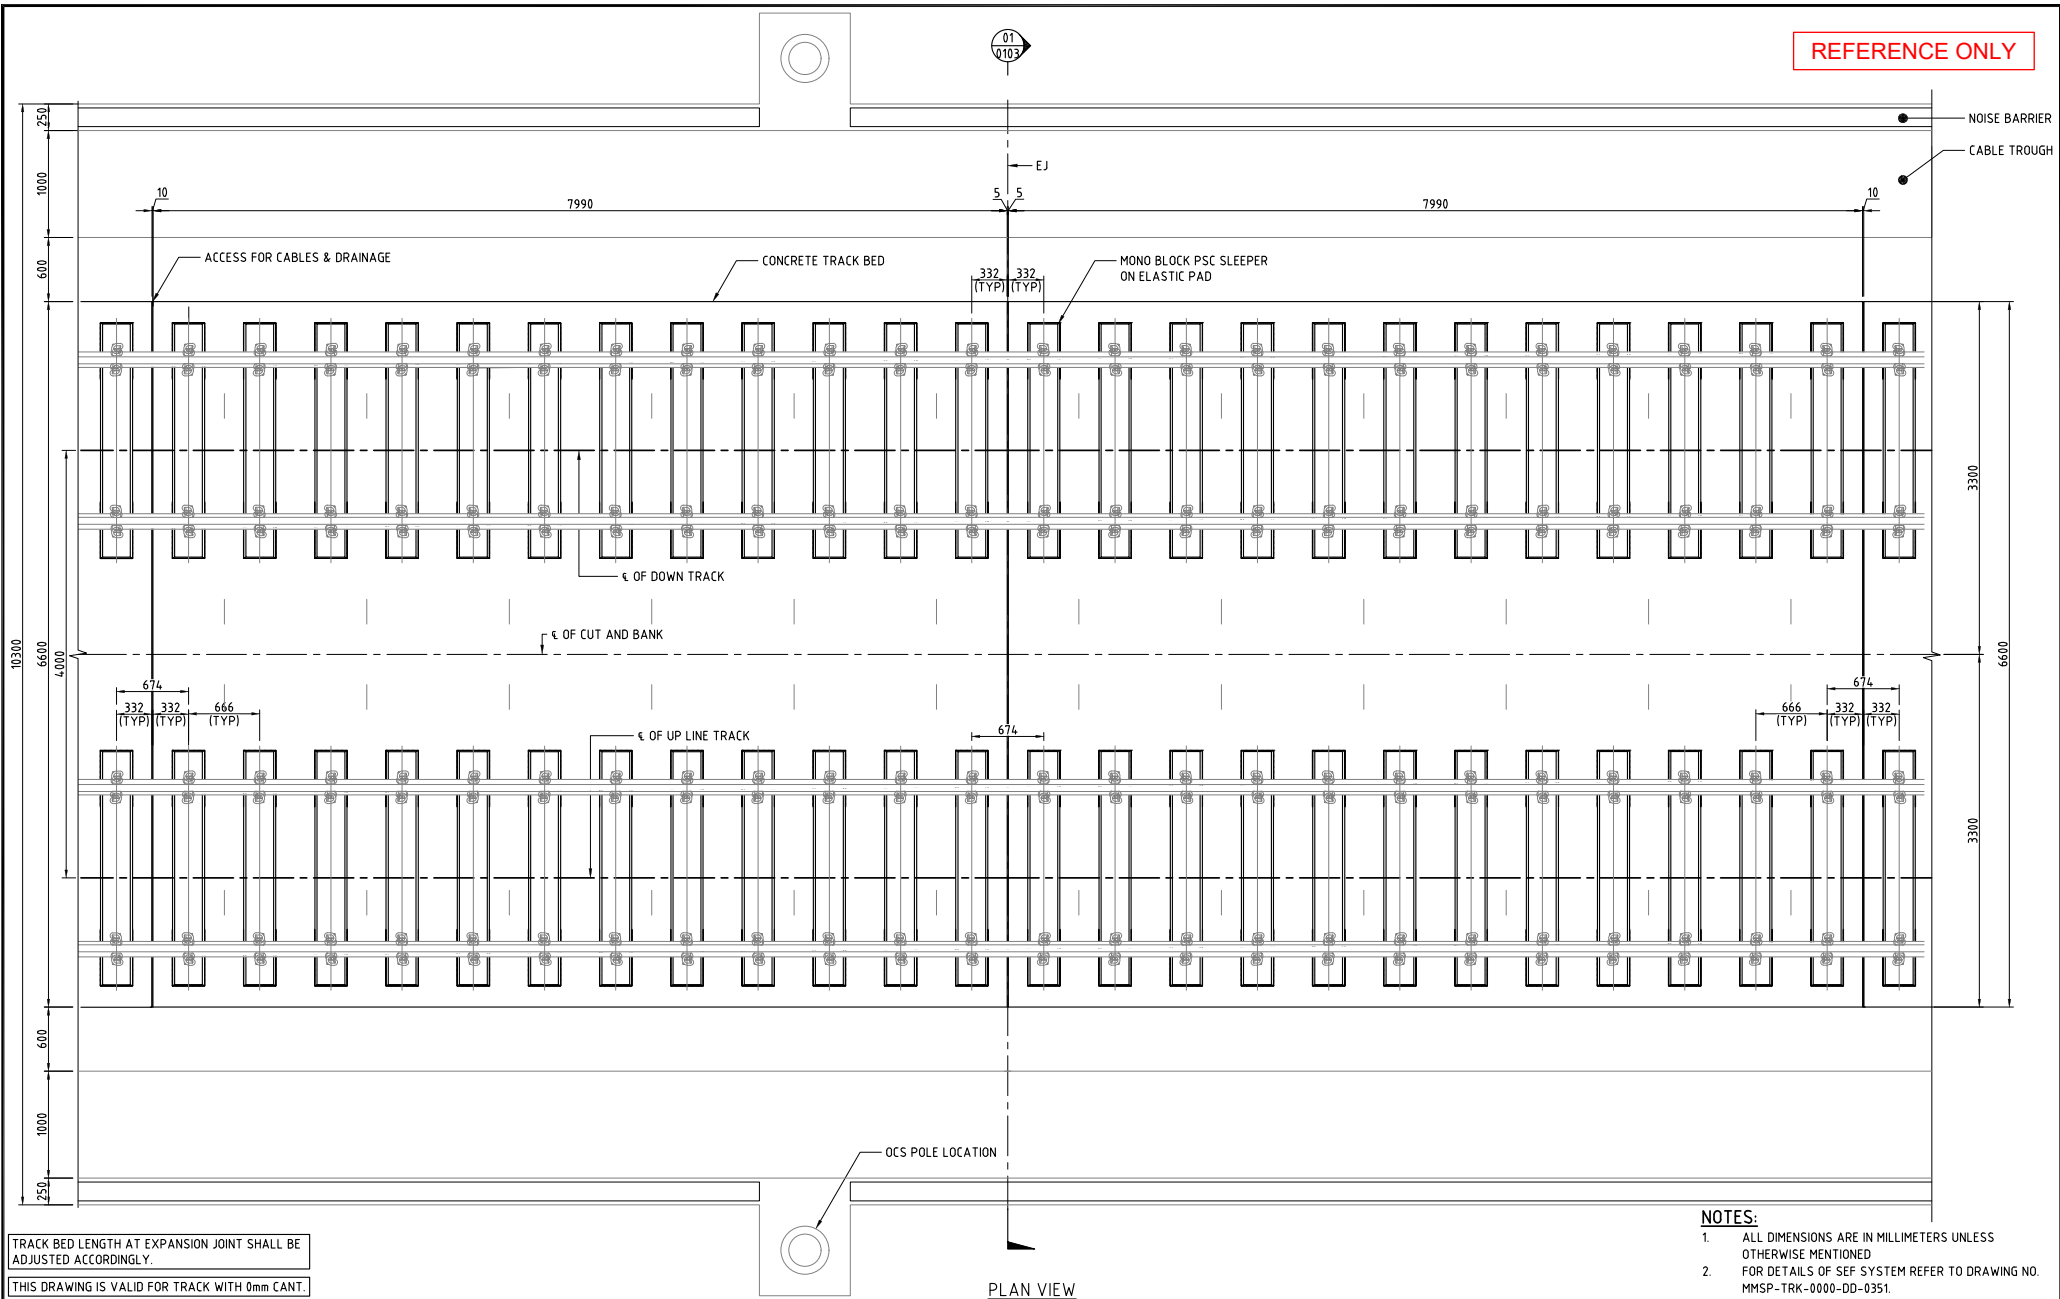 01
0103
REFERENCE ONLY
250
NOISE BARRIER
CABLE TROUGH
EJ
1000
10
7990
5
5
7990
10
600
ACCESS FOR CABLES & DRAINAGE
CONCRETE TRACK BED
MONO BLOCK PSC SLEEPER
ON ELASTIC PAD
332
(TYP)
332
(TYP)
3300
℄ OF DOWN TRACK
℄ OF CUT AND BANK
10300
6600
4000
6600
674
332
(TYP)
332
(TYP)
666
(TYP)
℄ OF UP LINE TRACK
674
674
666
(TYP)
332
(TYP)
332
(TYP)
3300
600
1000
OCS POLE LOCATION
250
TRACK BED LENGTH AT EXPANSION JOINT SHALL BE
ADJUSTED ACCORDINGLY.
THIS DRAWING IS VALID FOR TRACK WITH 0mm CANT.
PLAN VIEW
NOTES:
1. ALL DIMENSIONS ARE IN MILLIMETERS UNLESS
OTHERWISE MENTIONED
2. FOR DETAILS OF SEF SYSTEM REFER TO DRAWING NO.
MMSP-TRK-0000-DD-0351.